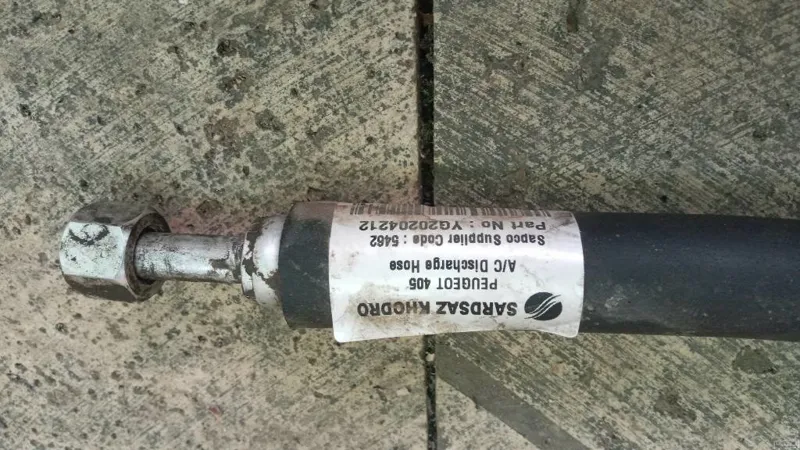 SARDSAZ KHODRO
PEUGEOT 405
A/C Discharge Hose
Sapco Supplier Code : 5462
Part No : YG20204212